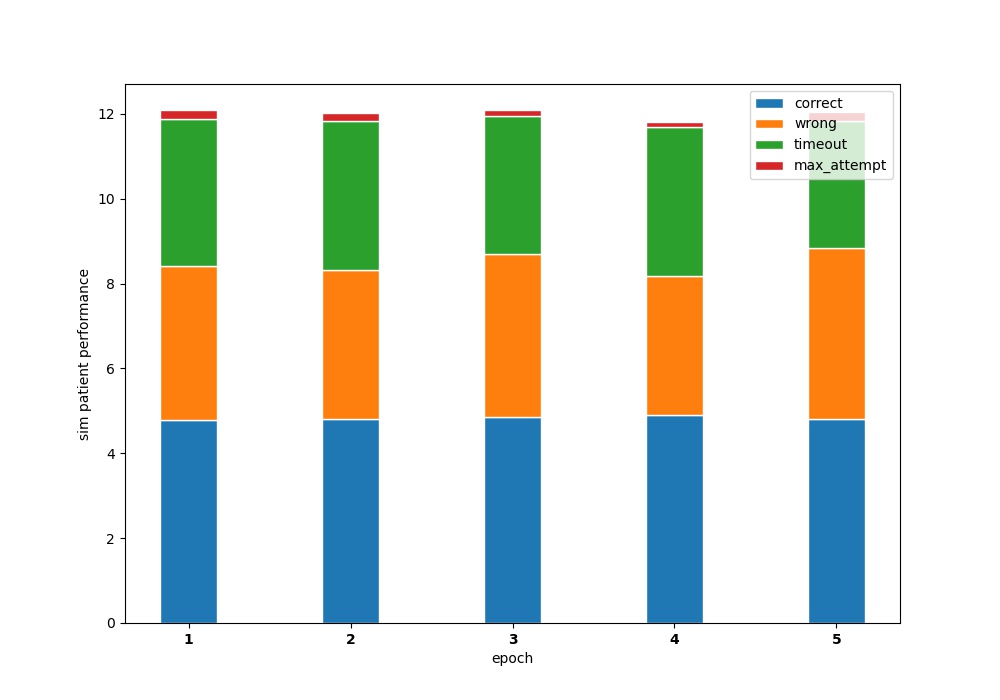 correct
wrong
timeout
max_attempt
12
10
8
6
4
2
0
sim patient performance
1 2 3 4 5
epoch